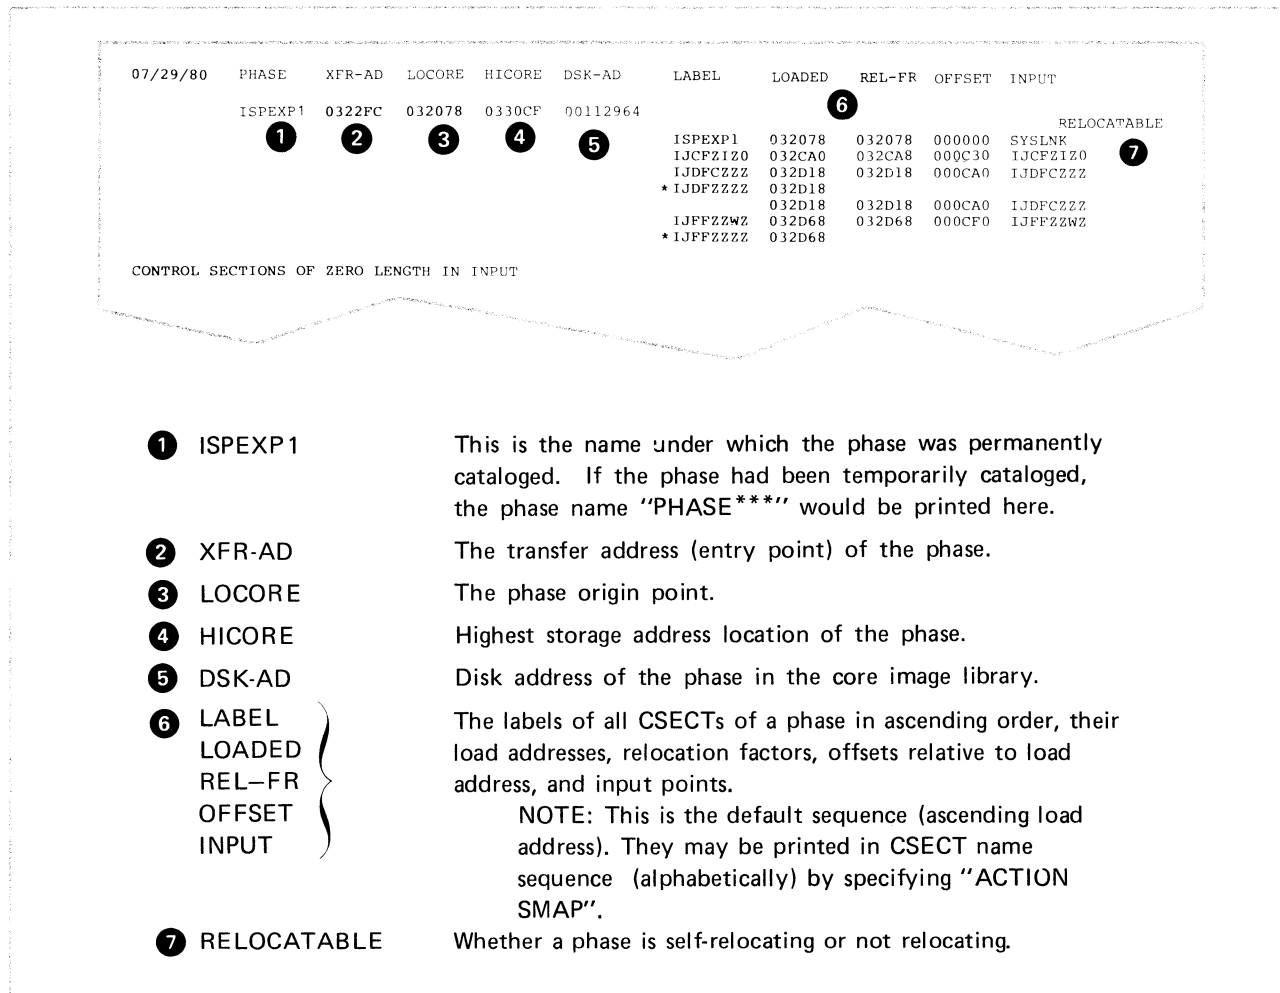 07/29/80 PHASE XFR-AD LOCORE HICORE DSK-AD LABEL LOADED REL-FR OFFSET INPUT
6
ISPEXP1 0322FC 032078 0330CF 00112964
RELOCATABLE
1 2 3 4 5 7
ISPEXP1 032078 032078 000000 SYSLNK
IJCFZIZ0 032CA0 032CA8 000C30 IJCFZIZ0
IJDFCZZZ 032D18 032D18 000CA0 IJDFCZZZ
* IJDFZZZZ 032D18
032D18 032D18 000CA0 IJDFCZZZ
IJFFZZWZ 032D68 032D68 000CF0 IJFFZZWZ
* IJFFZZZZ 032D68
CONTROL SECTIONS OF ZERO LENGTH IN INPUT
1 ISPEXP1 This is the name under which the phase was permanently
cataloged. If the phase had been temporarily cataloged,
the phase name "PHASE***" would be printed here.
2 XFR-AD The transfer address (entry point) of the phase.
3 LOCORE The phase origin point.
4 HICORE Highest storage address location of the phase.
5 DSK-AD Disk address of the phase in the core image library.
6 LABEL The labels of all CSECTs of a phase in ascending order, their
LOADED load addresses, relocation factors, offsets relative to load
REL–FR address, and input points.
OFFSET NOTE: This is the default sequence (ascending load
INPUT address). They may be printed in CSECT name
sequence (alphabetically) by specifying "ACTION
SMAP".
7 RELOCATABLE Whether a phase is self-relocating or not relocating.